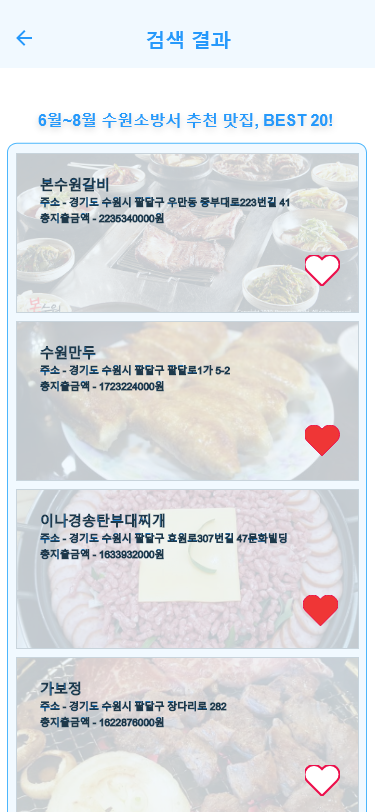 검색 결과
6월~8월 수원소방서 추천 맛집, BEST 20!
본수원갈비
주소 - 경기도 수원시 팔달구 우만동 중부대로223번길 41
총지출금액 - 2235340000원
수원만두
주소 - 경기도 수원시 팔달구 팔달로1가 5-2
총지출금액 - 1723224000원
이나경송탄부대찌개
주소 - 경기도 수원시 팔달구 효원로307번길 47문화빌딩
총지출금액 - 1633932000원
가보정
주소 - 경기도 수원시 팔달구 장다리로 282
총지출금액 - 1622876000원